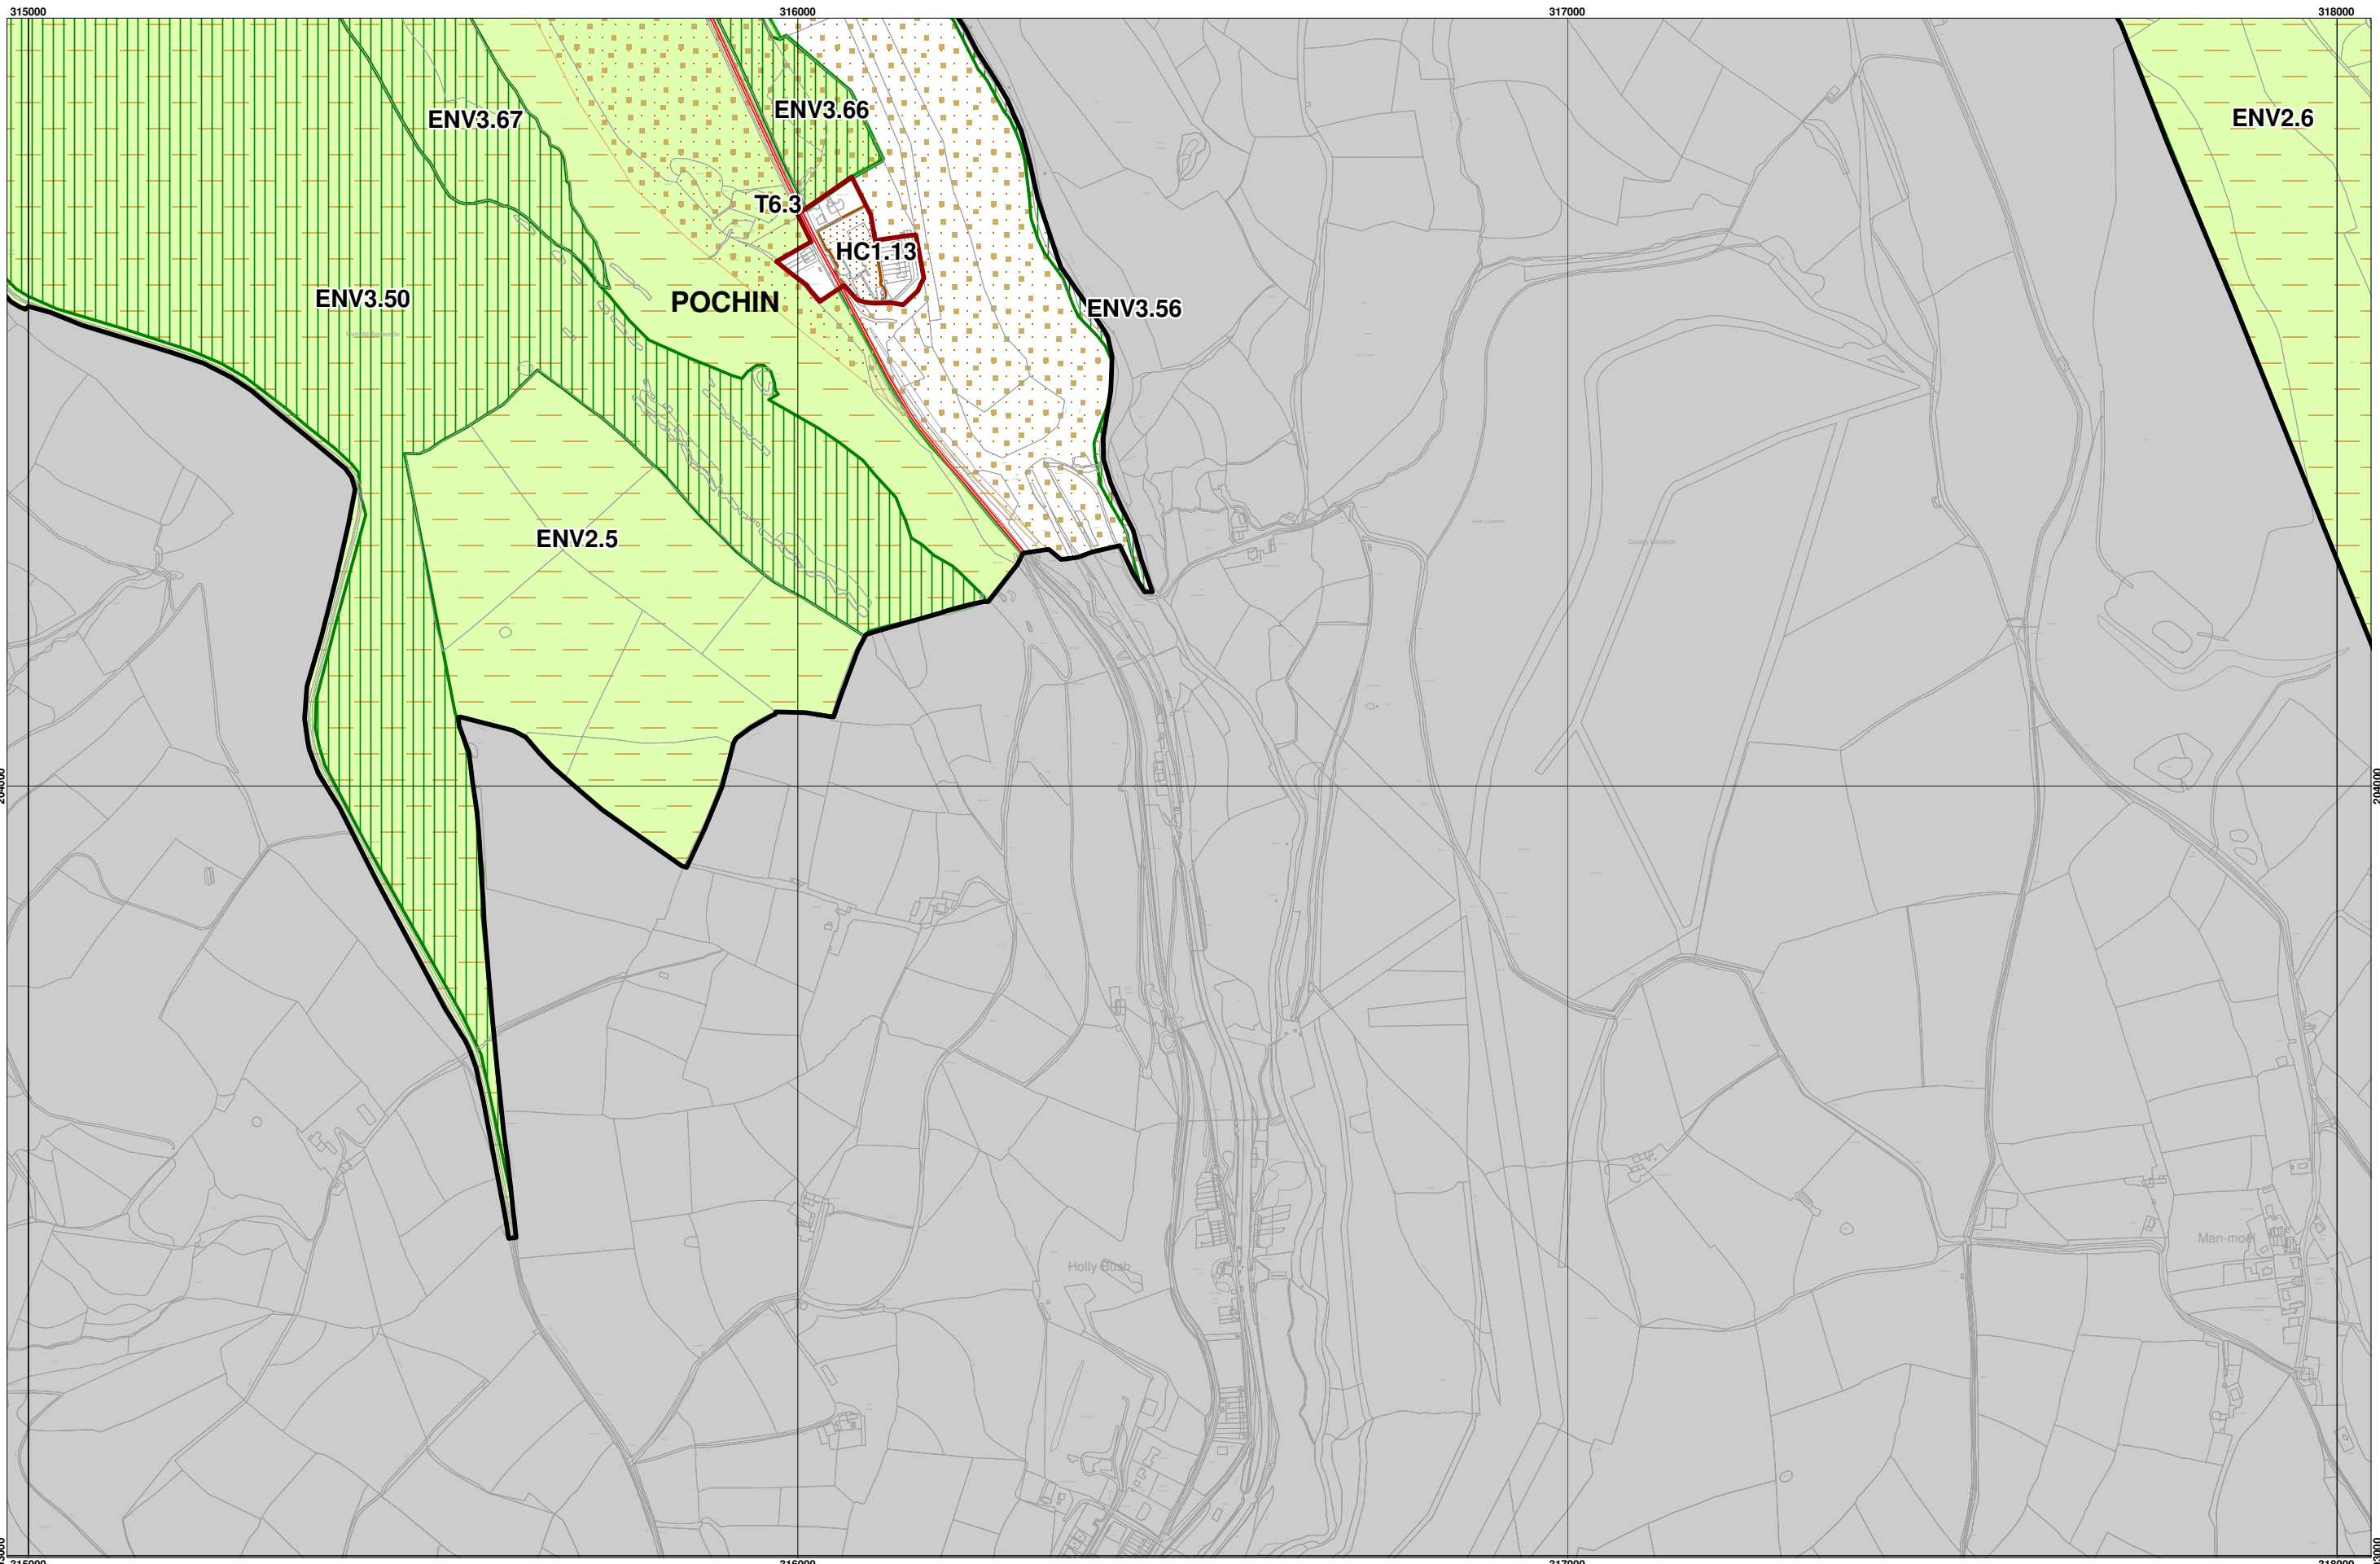 315000 316000 317000 318000
ENV3.66
ENV3.67
ENV2.6
T6.3
HC1.13
ENV3.50
POCHIN
ENV3.56
ENV2.5
204000 204000
Man-moel
Holly Bush
315000 316000 317000 318000